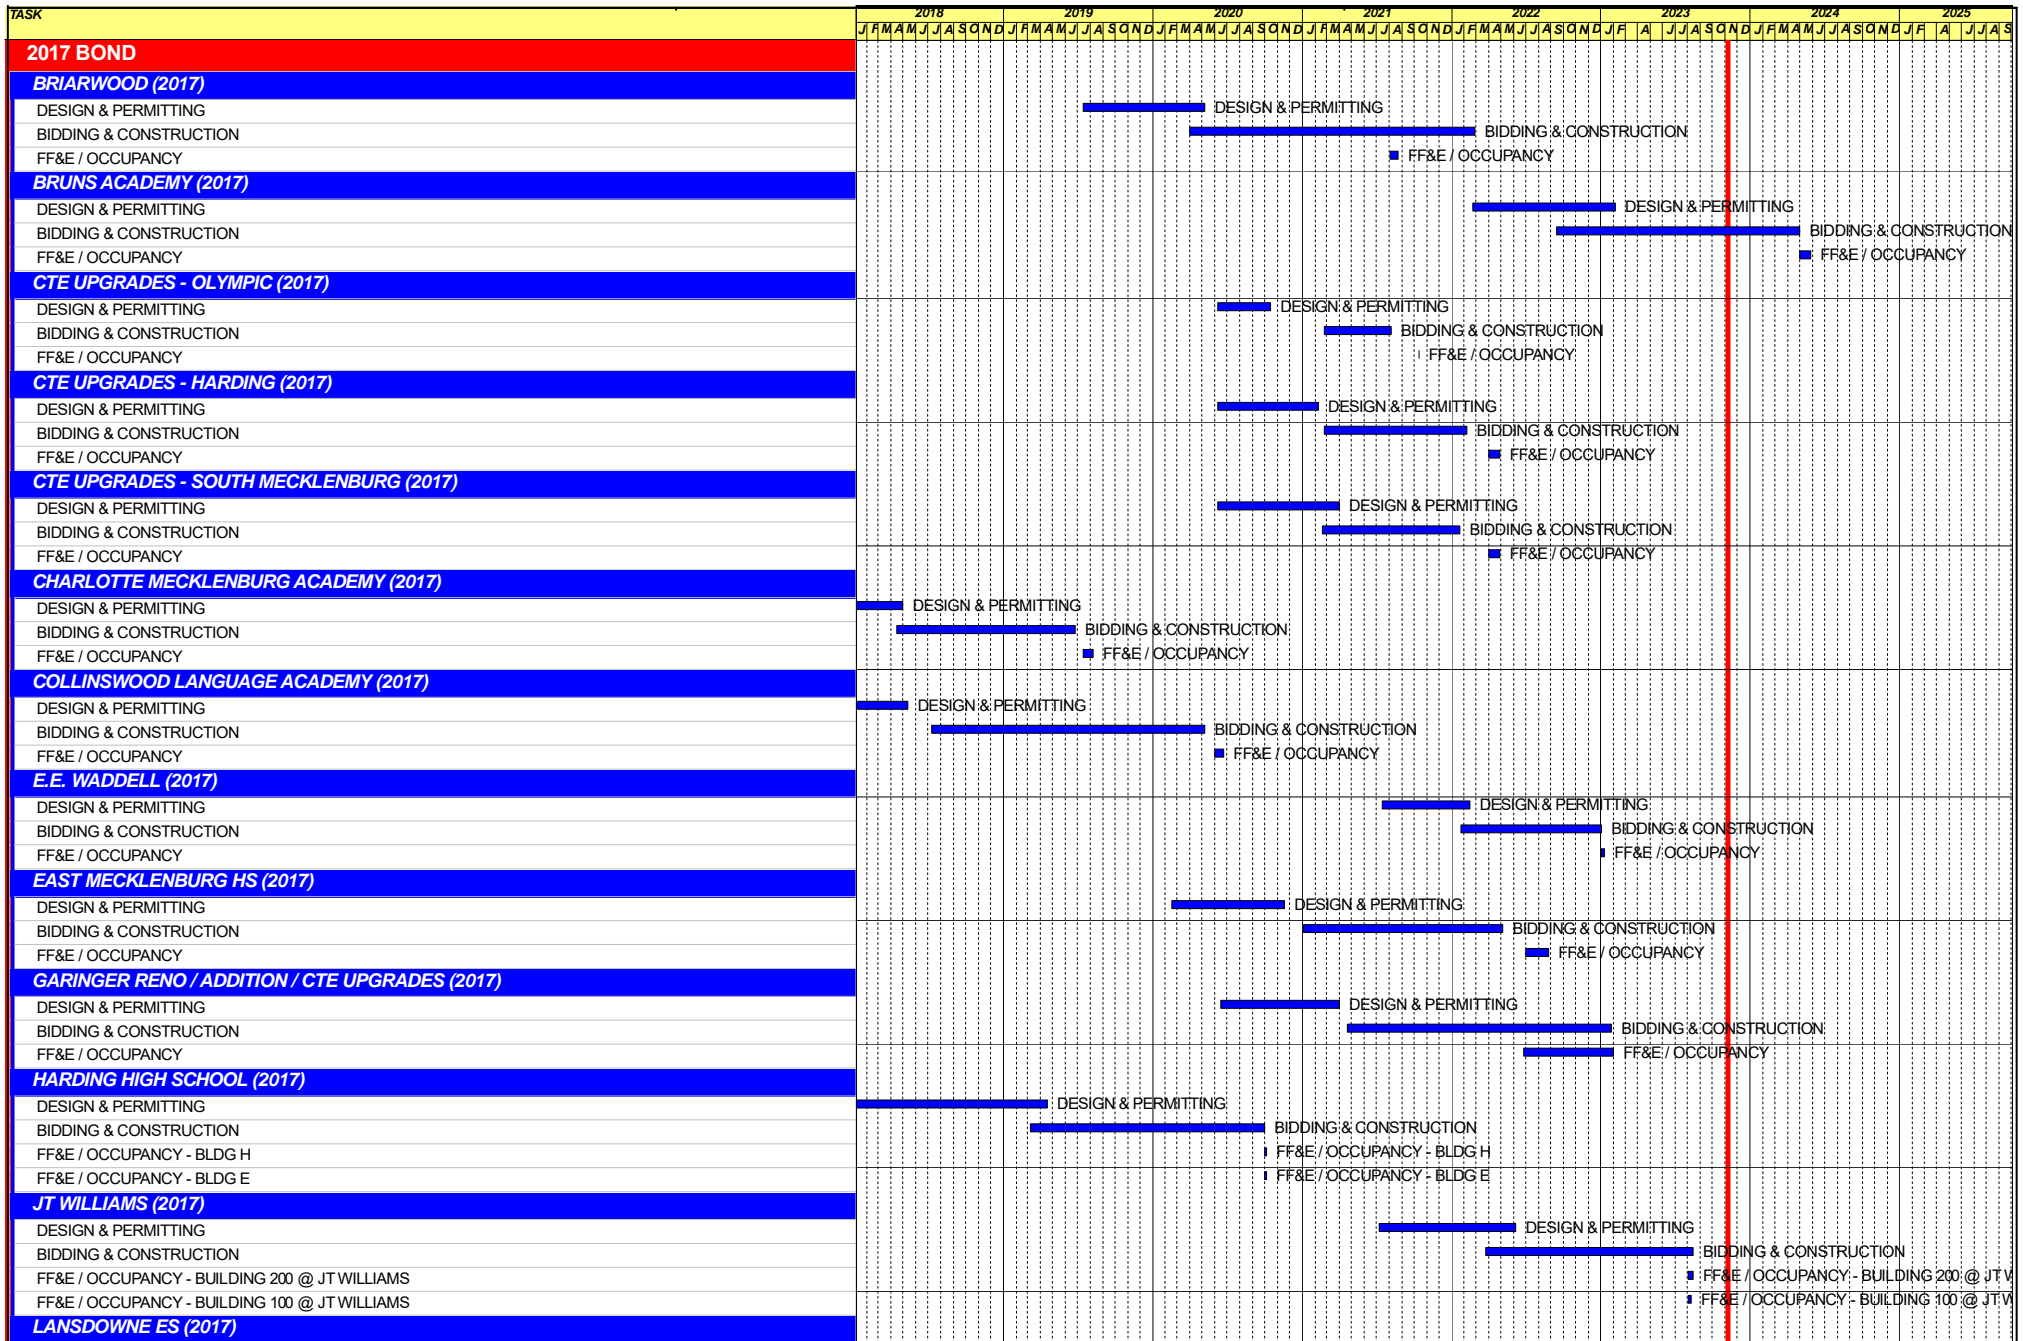 TASK 2018 2019 2020 2021 2022 2023 2024 2025
J F M A M J J A S O N D J F M A M J J A S O N D J F M A M J J A S O N D J F M A M J J A S O N D J F M A M J J A S O N D J F A J J A S O N D J F M A M J J A S O N D J F A J J A S
2017 BOND
BRIARWOOD (2017)
DESIGN & PERMITTING DESIGN & PERMITTING
BIDDING & CONSTRUCTION BIDDING & CONSTRUCTION
FF&E / OCCUPANCY FF&E / OCCUPANCY
BRUNS ACADEMY (2017)
DESIGN & PERMITTING DESIGN & PERMITTING
BIDDING & CONSTRUCTION BIDDING & CONSTRUCTION
FF&E / OCCUPANCY FF&E / OCCUPANCY
CTE UPGRADES - OLYMPIC (2017)
DESIGN & PERMITTING DESIGN & PERMITTING
BIDDING & CONSTRUCTION BIDDING & CONSTRUCTION
FF&E / OCCUPANCY FF&E / OCCUPANCY
CTE UPGRADES - HARDING (2017)
DESIGN & PERMITTING DESIGN & PERMITTING
BIDDING & CONSTRUCTION BIDDING & CONSTRUCTION
FF&E / OCCUPANCY FF&E / OCCUPANCY
CTE UPGRADES - SOUTH MECKLENBURG (2017)
DESIGN & PERMITTING DESIGN & PERMITTING
BIDDING & CONSTRUCTION BIDDING & CONSTRUCTION
FF&E / OCCUPANCY FF&E / OCCUPANCY
CHARLOTTE MECKLENBURG ACADEMY (2017)
DESIGN & PERMITTING DESIGN & PERMITTING
BIDDING & CONSTRUCTION BIDDING & CONSTRUCTION
FF&E / OCCUPANCY FF&E / OCCUPANCY
COLLINSWOOD LANGUAGE ACADEMY (2017)
DESIGN & PERMITTING DESIGN & PERMITTING
BIDDING & CONSTRUCTION BIDDING & CONSTRUCTION
FF&E / OCCUPANCY FF&E / OCCUPANCY
E.E. WADDELL (2017)
DESIGN & PERMITTING DESIGN & PERMITTING
BIDDING & CONSTRUCTION BIDDING & CONSTRUCTION
FF&E / OCCUPANCY FF&E / OCCUPANCY
EAST MECKLENBURG HS (2017)
DESIGN & PERMITTING DESIGN & PERMITTING
BIDDING & CONSTRUCTION BIDDING & CONSTRUCTION
FF&E / OCCUPANCY FF&E / OCCUPANCY
GARINGER RENO / ADDITION / CTE UPGRADES (2017)
DESIGN & PERMITTING DESIGN & PERMITTING
BIDDING & CONSTRUCTION BIDDING & CONSTRUCTION
FF&E / OCCUPANCY FF&E / OCCUPANCY
HARDING HIGH SCHOOL (2017)
DESIGN & PERMITTING DESIGN & PERMITTING
BIDDING & CONSTRUCTION BIDDING & CONSTRUCTION
FF&E / OCCUPANCY - BLDG H FF&E / OCCUPANCY - BLDG H
FF&E / OCCUPANCY - BLDG E FF&E / OCCUPANCY - BLDG E
JT WILLIAMS (2017)
DESIGN & PERMITTING DESIGN & PERMITTING
BIDDING & CONSTRUCTION BIDDING & CONSTRUCTION
FF&E / OCCUPANCY - BUILDING 200 @ JT WILLIAMS FF&E / OCCUPANCY - BUILDING 200 @ JT W
FF&E / OCCUPANCY - BUILDING 100 @ JT WILLIAMS FF&E / OCCUPANCY - BUILDING 100 @ JT W
LANSDOWNE ES (2017)